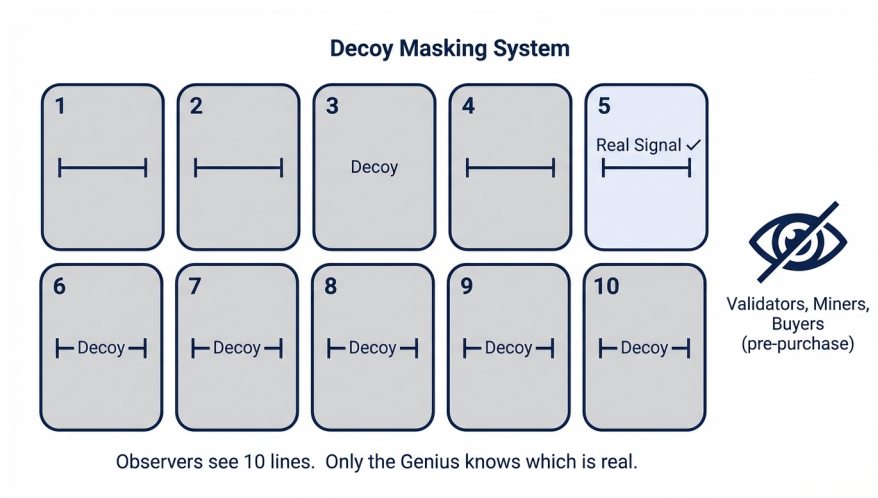 Decoy Masking System
1
2
3
4
5
Decoy
Real Signal ✓
6
7
8
9
10
Decoy
Decoy
Decoy
Decoy
Decoy
Validators, Miners,
Buyers
(pre-purchase)
Observers see 10 lines. Only the Genius knows which is real.